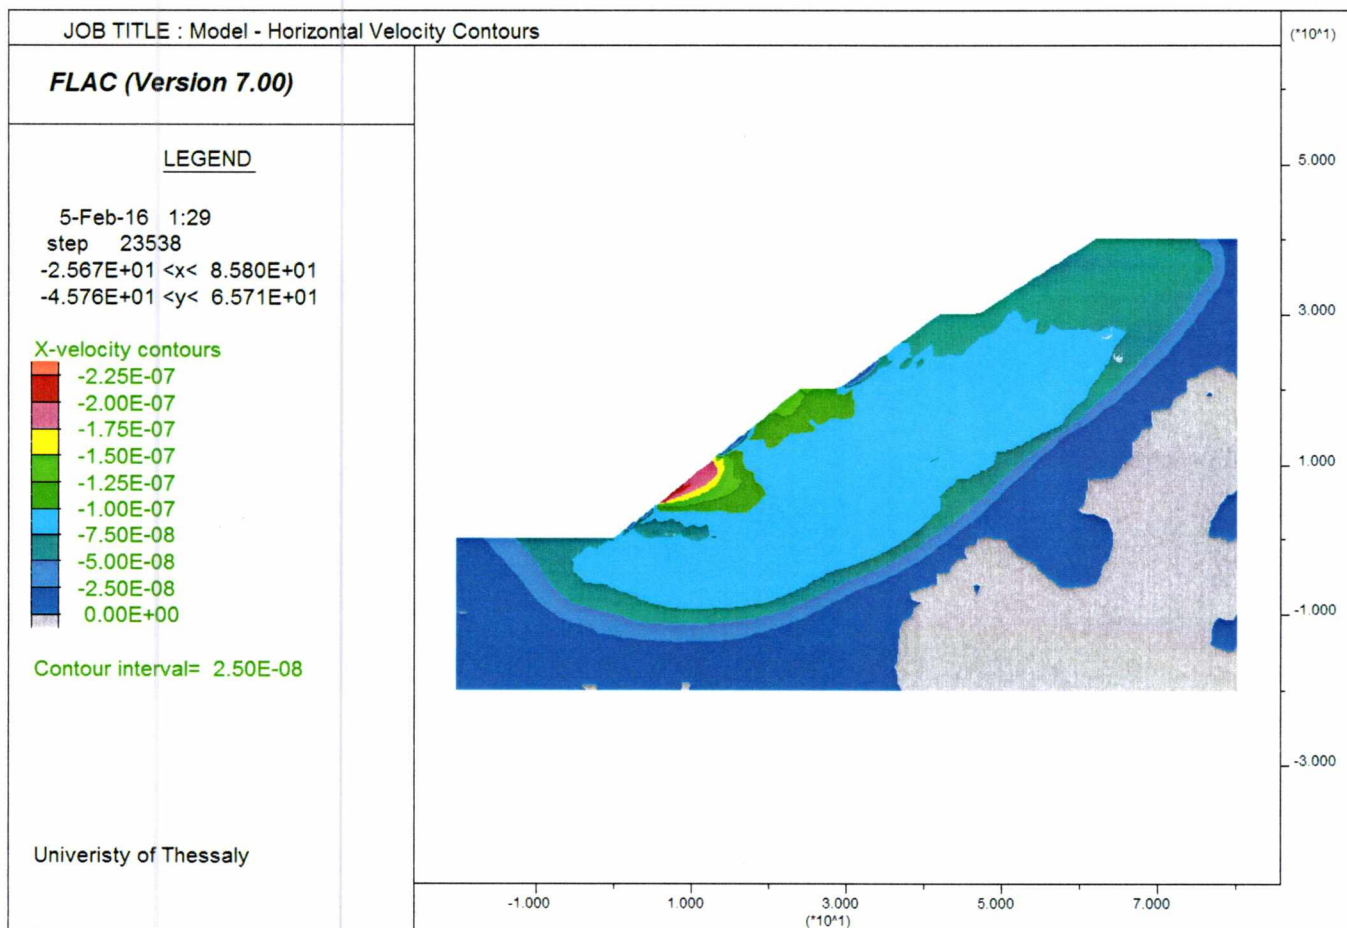 JOB TITLE : Model - Horizontal Velocity Contours
(*10^1)
FLAC (Version 7.00)
LEGEND
5-Feb-16 1:29
step 23538
-2.567E+01 <x< 8.580E+01
-4.576E+01 <y< 6.571E+01
X-velocity contours
-2.25E-07
-2.00E-07
-1.75E-07
-1.50E-07
-1.25E-07
-1.00E-07
-7.50E-08
-5.00E-08
-2.50E-08
0.00E+00
Contour interval= 2.50E-08
Univeristy of Thessaly
5.000
3.000
1.000
-1.000
-3.000
-1.000 1.000 3.000 5.000 7.000
(*10^1)